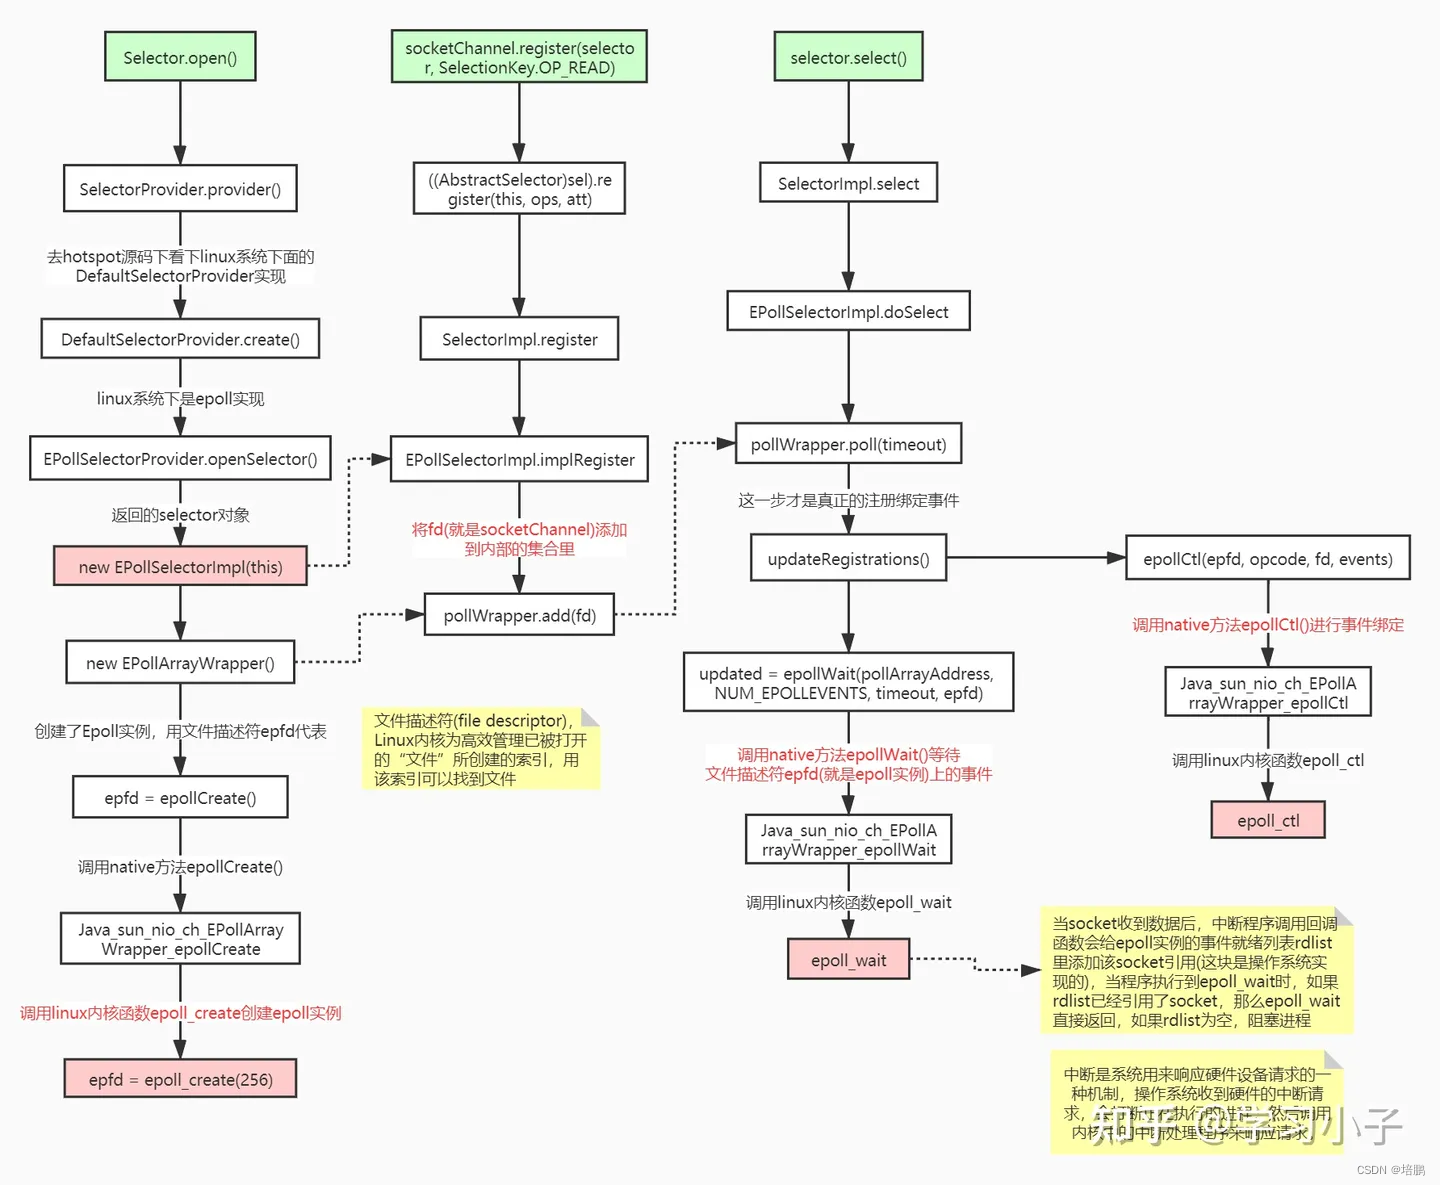 Selector.open()
SelectorProvider.provider()
去hotspot源码下看下linux系统下面的
DefaultSelectorProvider实现
DefaultSelectorProvider.create()
linux系统下是epoll实现
EPollSelectorProvider.openSelector()
返回的selector对象
new EPollSelectorImpl(this)
new EPollArrayWrapper()
创建了Epoll实例，用文件描述符epfd代表
epfd = epollCreate()
调用native方法epollCreate()
Java_sun_nio_ch_EPollArray
Wrapper_epollCreate
调用linux内核函数epoll_create创建epoll实例
epfd = epoll_create(256)
socketChannel.register(selecto
r, SelectionKey.OP_READ)
((AbstractSelector)sel).re
gister(this, ops, att)
SelectorImpl.register
EPollSelectorImpl.implRegister
将fd(就是socketChannel)添加
到内部的集合里
pollWrapper.add(fd)
文件描述符(file descriptor)，
Linux内核为高效管理已被打开
的“文件”所创建的索引，用
该索引可以找到文件
selector.select()
SelectorImpl.select
EPollSelectorImpl.doSelect
pollWrapper.poll(timeout)
这一步才是真正的注册绑定事件
updateRegistrations()
updated = epollWait(pollArrayAddress,
NUM_EPOLLEVENTS, timeout, epfd)
调用native方法epollWait()等待
文件描述符epfd(就是epoll实例)上的事件
Java_sun_nio_ch_EPollA
rrayWrapper_epollWait
调用linux内核函数epoll_wait
epoll_wait
epollCtl(epfd, opcode, fd, events)
调用native方法epollCtl()进行事件绑定
Java_sun_nio_ch_EPollA
rrayWrapper_epollCtl
调用linux内核函数epoll_ctl
epoll_ctl
当socket收到数据后，中断程序调用回调
函数会给epoll实例的事件就绪列表rdlist
里添加该socket引用(这块是操作系统实
现的)，当程序执行到epoll_wait时，如果
rdlist已经引用了socket，那么epoll_wait
直接返回，如果rdlist为空，阻塞进程
中断是系统用来响应硬件设备请求的一
种机制，操作系统收到硬件的中断请
求，执行的进程，然后调用
内核中断处理程序来响应请求，
知乎 @学习小子
CSDN @培鹏